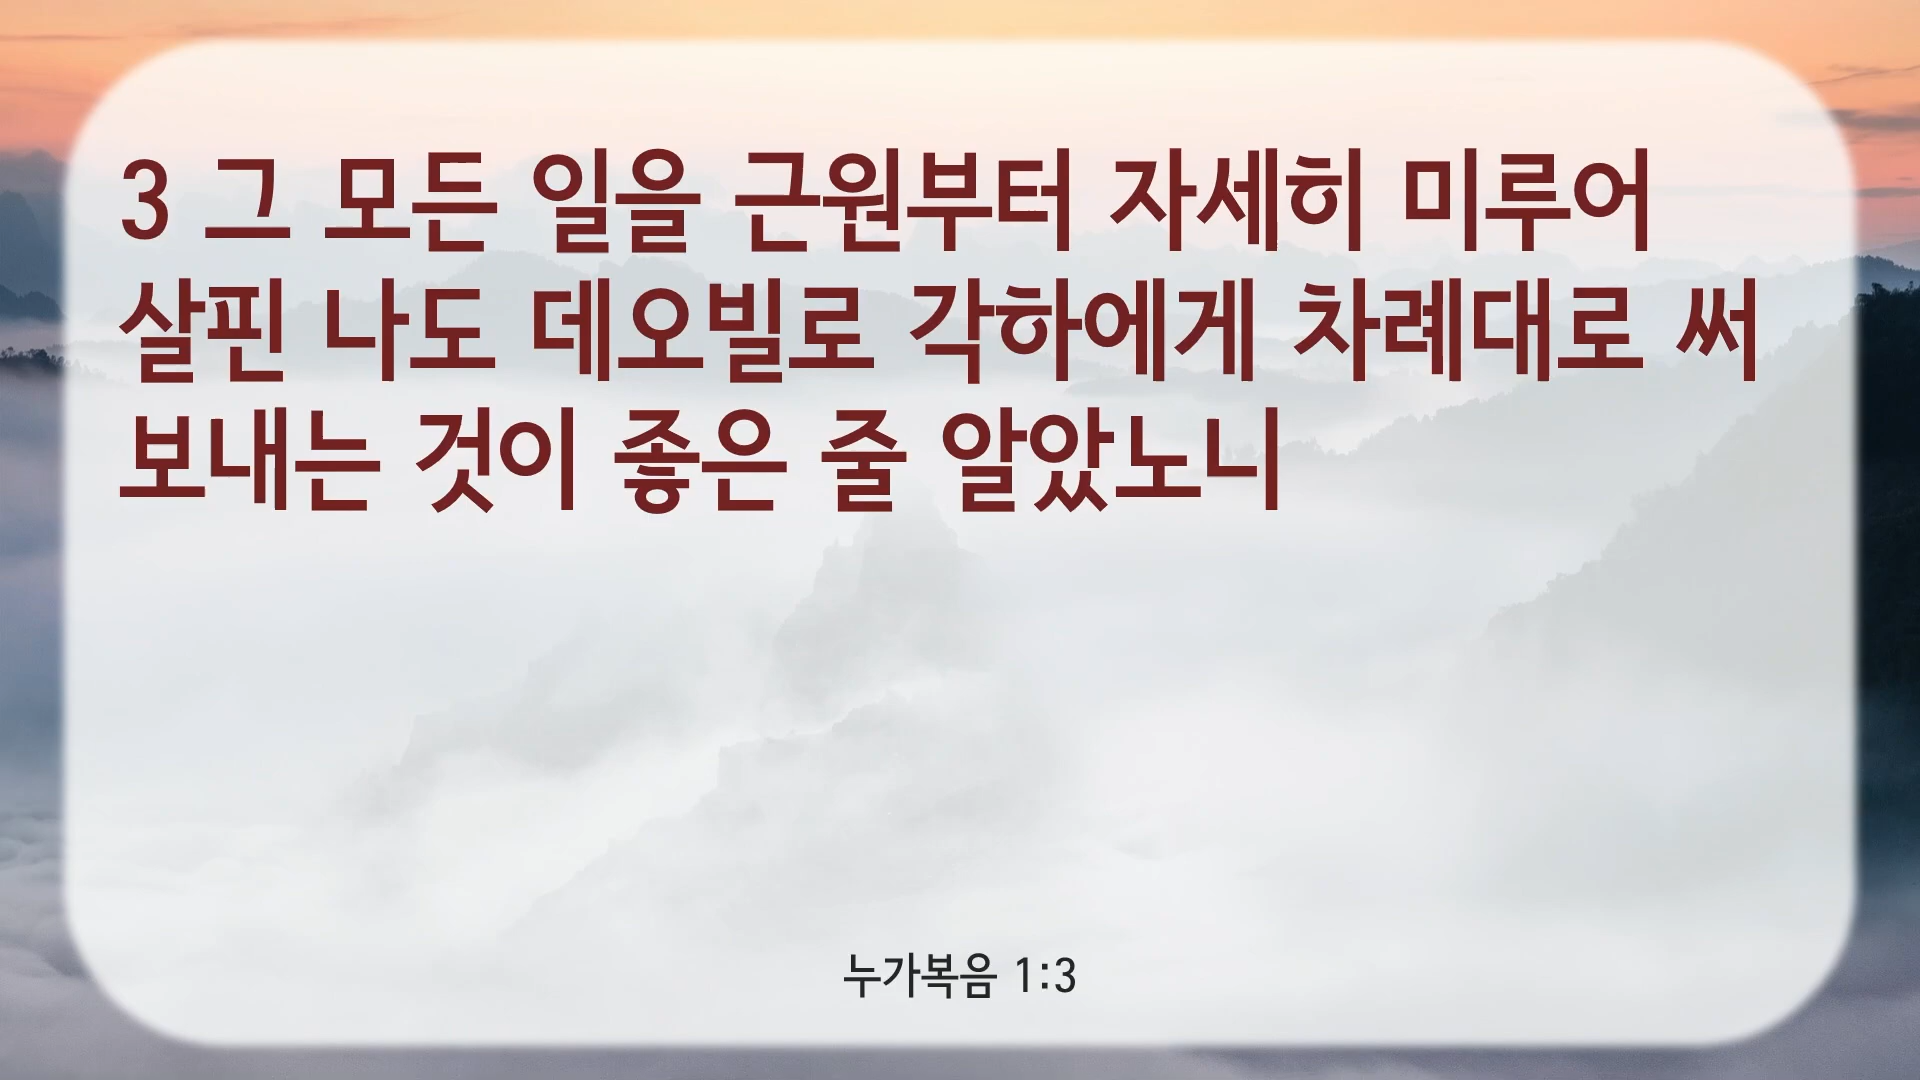 3 그 모든 일을 근원부터 자세히 미루어
살핀 나도 데오빌로 각하에게 차례대로 써
보내는 것이 좋은 줄 알았노니
누가복음 1:3